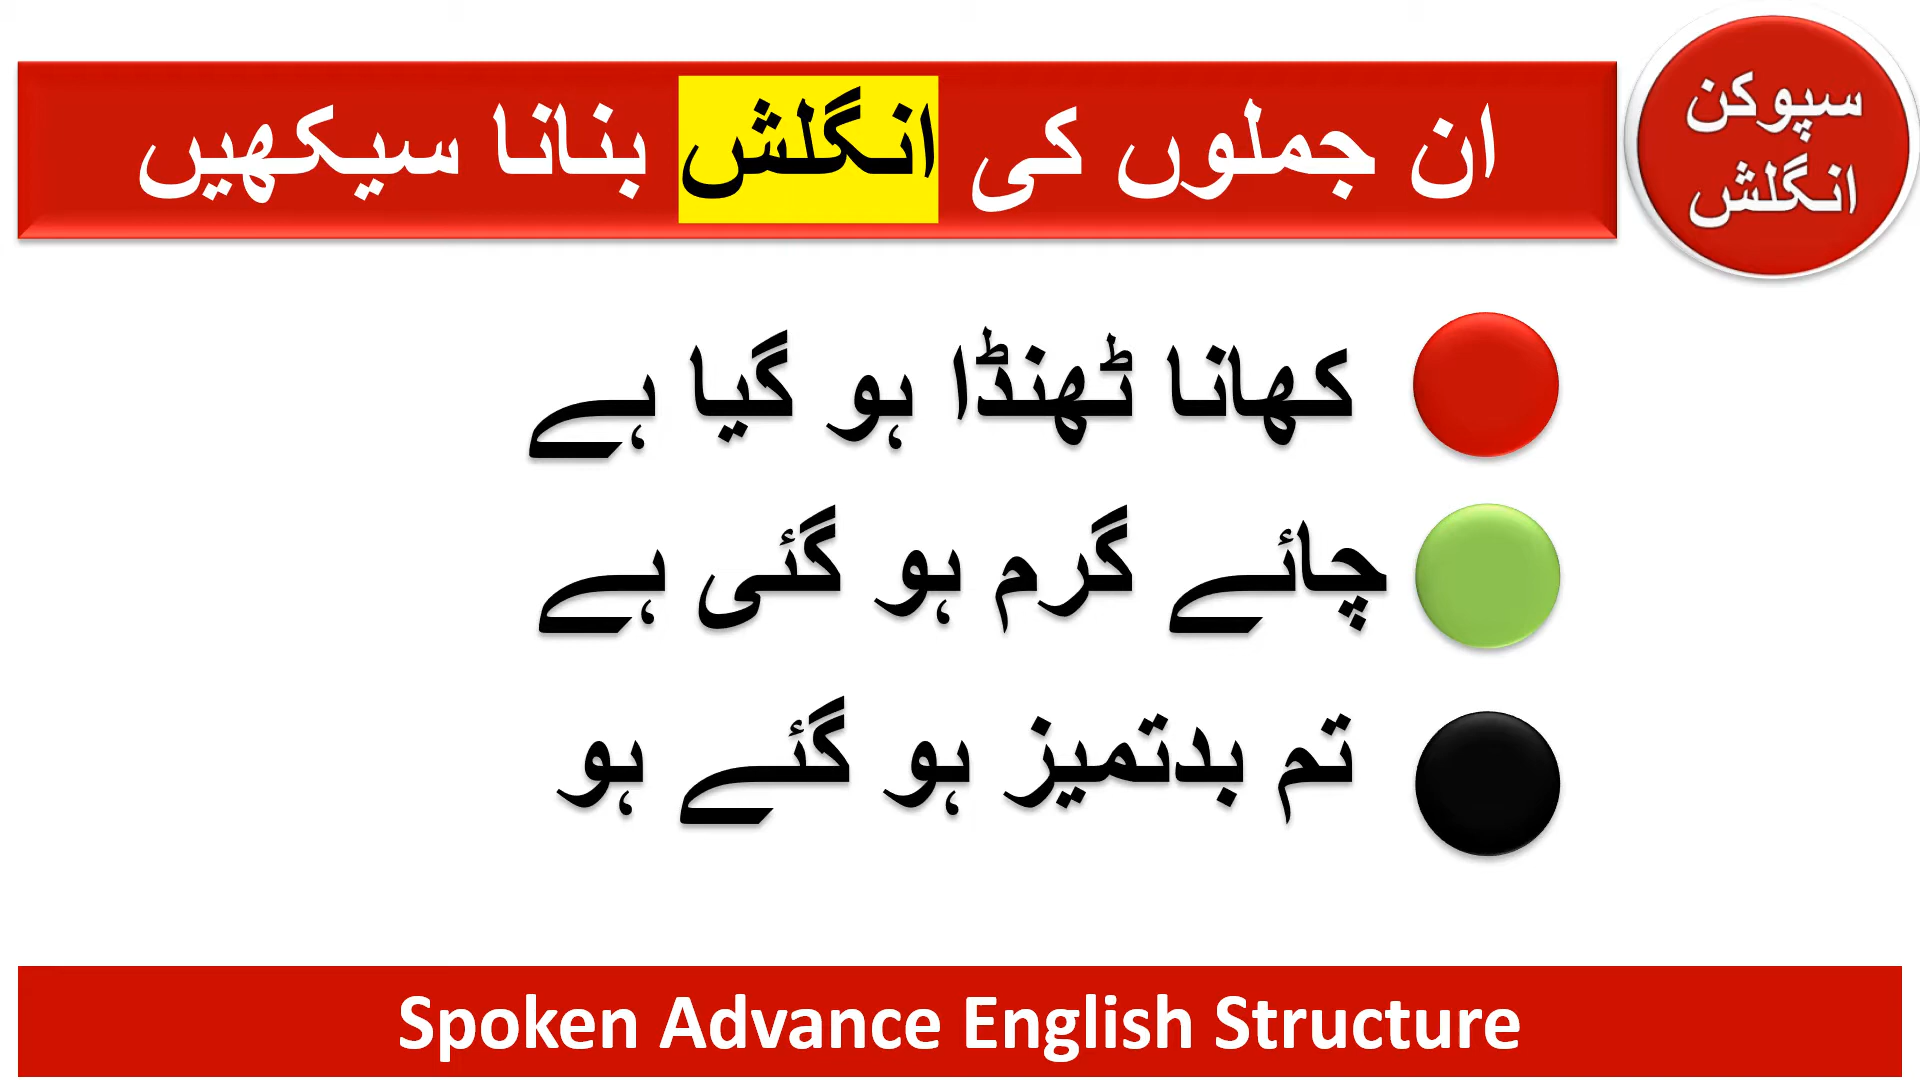 ان جملوں کی انگلش بنانا سیکھیں
سپوکن
انگلش
کھانا ٹھنڈا ہو گیا ہے
چائے گرم ہو گئی ہے
تم بدتمیز ہو گئے ہو
Spoken Advance English Structure